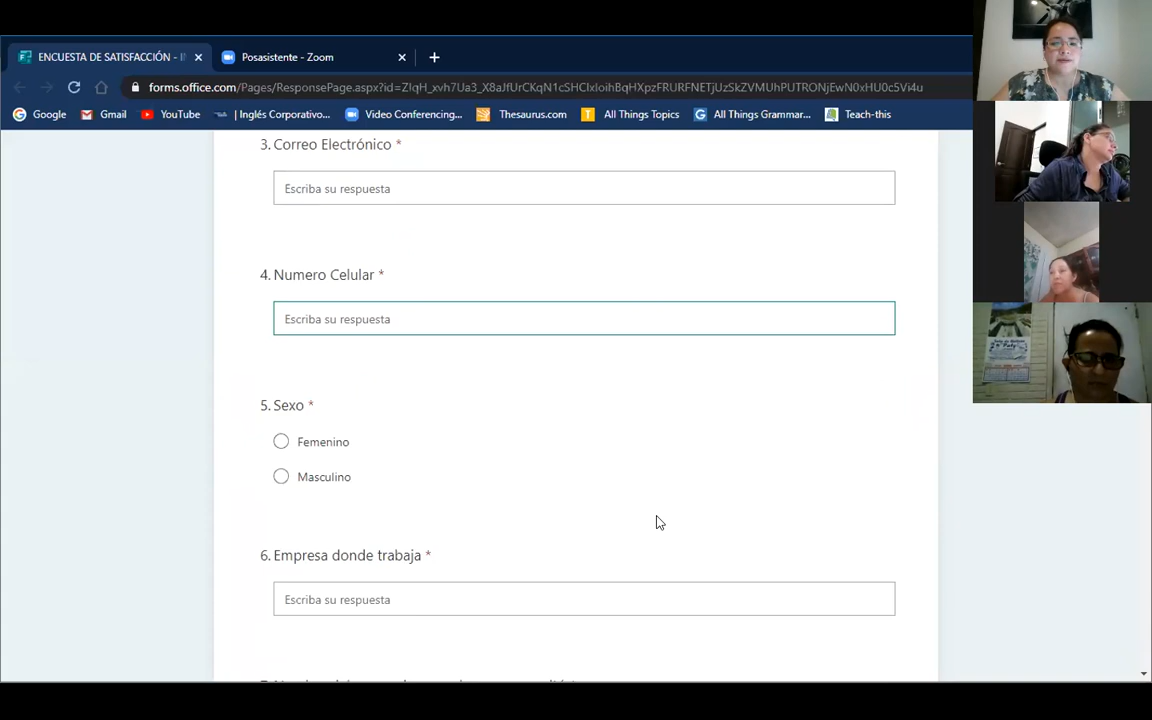 ENCUESTA DE SATISFACCIÓN - I
Posasistente - Zoom
forms.office.com/Pages/ResponsePage.aspx?id=ZIqH_xvh7Ua3_X8aJfUrCKqN1cSHCIxIoihBqHXpzFRURFNETjUzSkZVMUhPUTRONjEwN0xHU0c5Vi4u
Google
Gmail
YouTube
| Inglés Corporativo...
Video Conferencing,...
Thesaurus.com
All Things Topics
All Things Grammar...
Teach-this
3. Correo Electrónico *
Escriba su respuesta
4. Numero Celular *
Escriba su respuesta
5. Sexo *
Femenino
Masculino
6. Empresa donde trabaja *
Escriba su respuesta